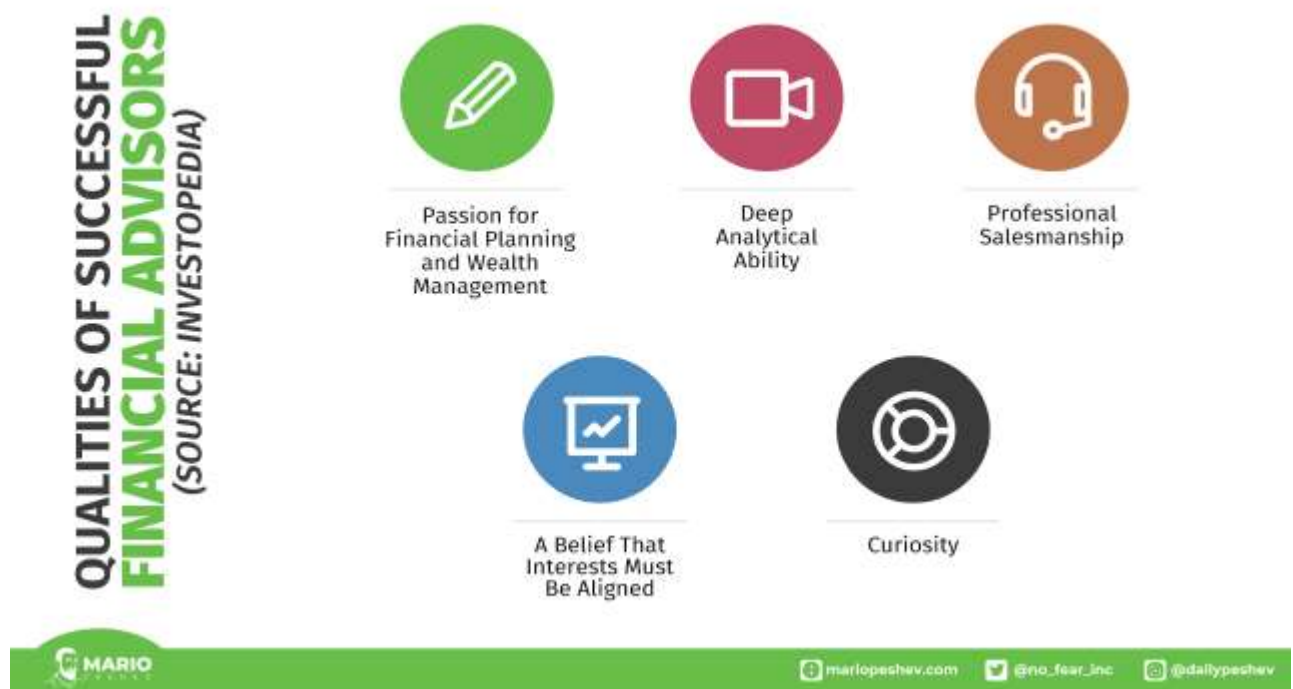 QUALITIES OF SUCCESSFUL
FINANCIAL ADVISORS
(SOURCE: INVESTOPEDIA)
Passion for
Financial Planning
and Wealth
Management
Deep
Analytical
Ability
Professional
Salesmanship
A Belief That
Interests Must
Be Aligned
Curiosity
MARIO
mariopeshev.com
@no_fear_inc
@dailypeshev